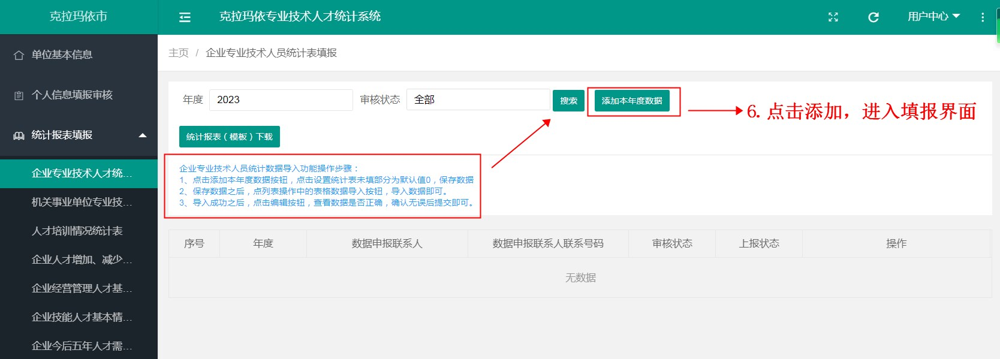 克拉玛依市
克拉玛依专业技术人才统计系统
用户中心
单位基本信息
个人信息填报审核
统计报表填报
企业专业技术人才统...
机关事业单位专业技...
人才培训情况统计表
企业人才增加、减少...
企业经营管理人才基...
企业技能人才基本情...
企业今后五年人才需...
主页 / 企业专业技术人员统计表填报
年度 2023 审核状态 全部 搜索 添加本年度数据
6. 点击添加，进入填报界面
统计报表（模板）下载
企业专业技术人员统计数据导入功能操作步骤：
1、点击添加本年度数据按钮，点击设置统计表未填部分为默认值0，保存数据
2、保存数据之后，点列表操作中的表格数据导入按钮，导入数据即可。
3、导入成功之后，点击编辑按钮，查看数据是否正确，确认无误后提交即可。
序号 年度 数据申报联系人 数据申报联系人联系号码 审核状态 上报状态 操作
无数据